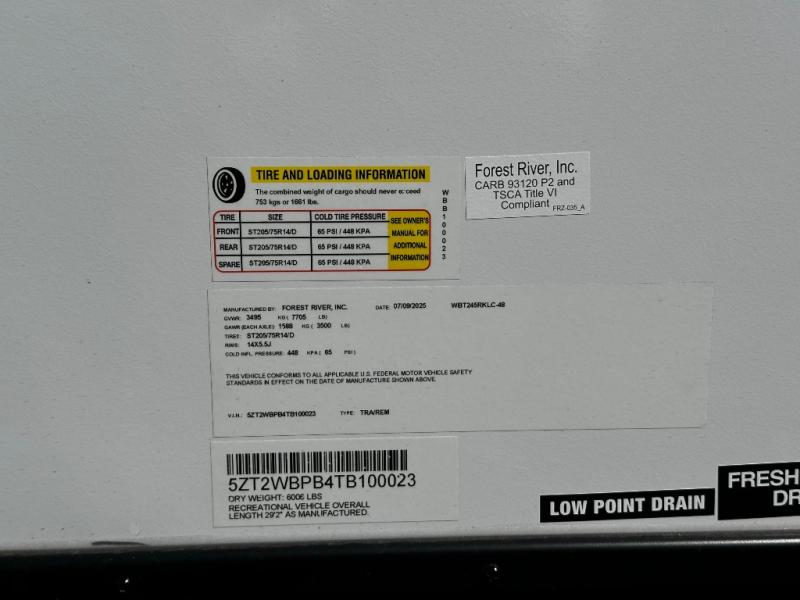 TIRE AND LOADING INFORMATION
The combined weight of cargo should never exceed
753 kgs or 1661 lbs.
TIRE SIZE COLD TIRE PRESSURE
FRONT ST205/75R14/D 65 PSI / 448 KPA
REAR ST205/75R14/D 65 PSI / 448 KPA
SPARE ST205/75R14/D 65 PSI / 448 KPA
SEE OWNER'S
MANUAL FOR
ADDITIONAL
INFORMATION
WBB100023
Forest River, Inc.
CARB 93120 P2 and
TSCA Title VI
Compliant FRZ-035_A
MANUFACTURED BY: FOREST RIVER, INC. DATE: 07/09/2025 WBT245RKLC-48
GVWR: 3495 KG ( 7705 LB)
GAWR (EACH AXLE): 1588 KG ( 3500 LB)
TIRES: ST205/75R14/D
RIMS: 14X5.5J
COLD INFL. PRESSURE: 448 KPA ( 65 PSI)
THIS VEHICLE CONFORMS TO ALL APPLICABLE U.S. FEDERAL MOTOR VEHICLE SAFETY
STANDARDS IN EFFECT ON THE DATE OF MANUFACTURE SHOWN ABOVE.
V.I.N.: 5ZT2WBPB4TB100023 TYPE: TRA/REM
5ZT2WBPB4TB100023
DRY WEIGHT: 6006 LBS
RECREATIONAL VEHICLE OVERALL
LENGTH 29'2" AS MANUFACTURED.
LOW POINT DRAIN
FRESH
DR